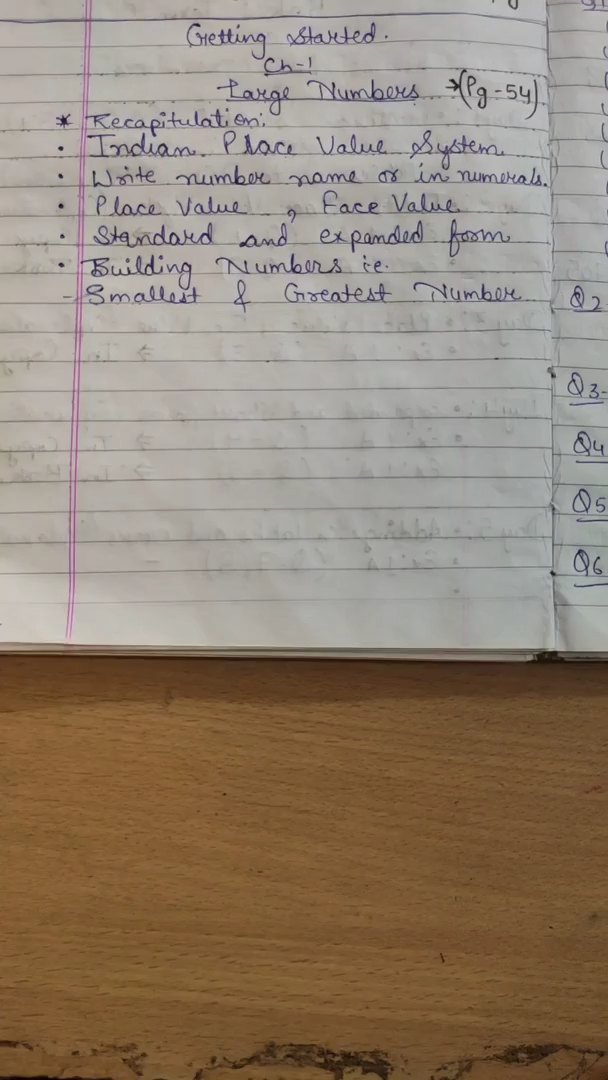 Getting Started.
Ch-1
Large Numbers → (Pg-54)
* Recapitulation:
• Indian Place Value System
• Write number name or in numerals.
• Place Value, Face Value
• Standard and expanded form
• Building Numbers ie.
- Smallest & Greatest Number
Q2
Q3-
Q4
Q5
Q6